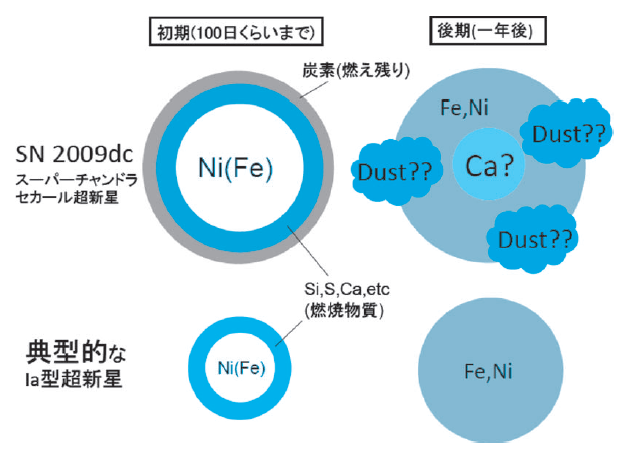 初期(100日くらいまで)
後期(一年後)
炭素(燃え残り)
SN 2009dc
スーパーチャンドラ
セカール超新星
Ni(Fe)
Fe,Ni
Dust??
Dust??
Ca?
Dust??
Si,S,Ca,etc
(燃焼物質)
典型的な
Ia型超新星
Ni(Fe)
Fe,Ni